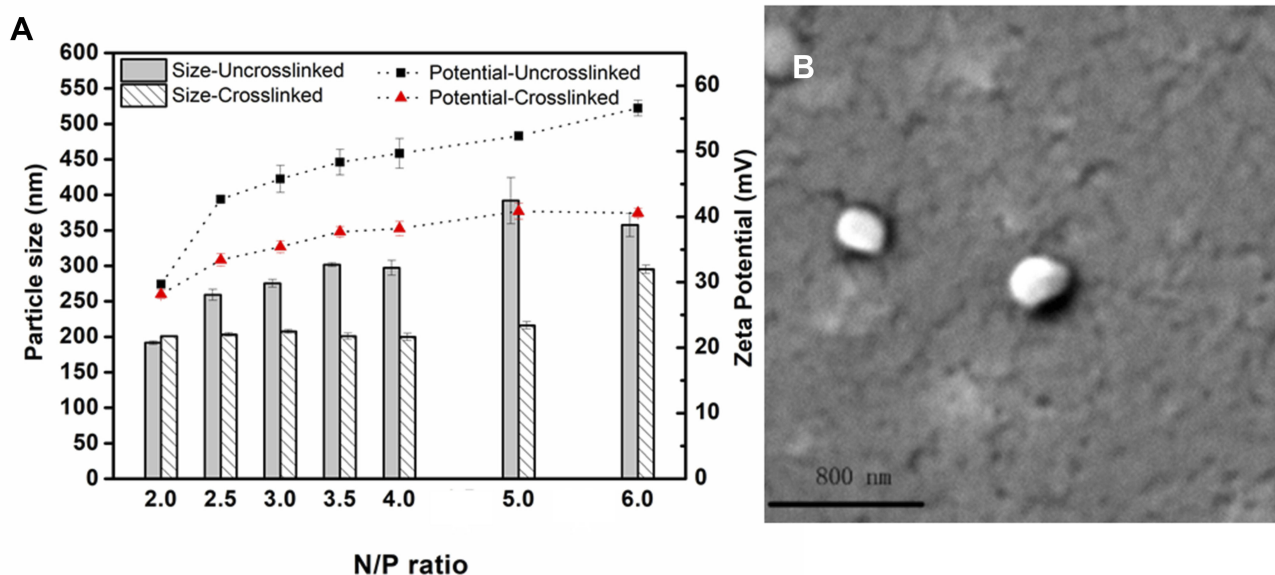 A
B
600
550
500
450
400
350
300
250
200
150
100
50
0
Particle size (nm)
Size-Uncrosslinked
Size-Crosslinked
Potential-Uncrosslinked
Potential-Crosslinked
60
50
40
30
20
10
0
Zeta Potential (mV)
2.0 2.5 3.0 3.5 4.0 5.0 6.0
N/P ratio
800 nm